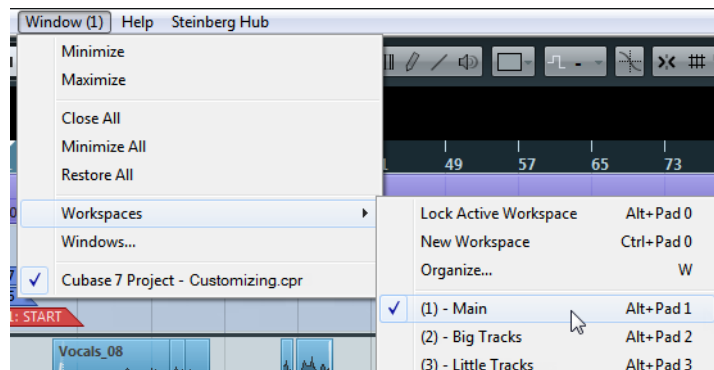 Window (1) Help Steinberg Hub
Minimize
Maximize
Close All
Minimize All
Restore All
49 57 65 73
Workspaces
Windows...
Cubase 7 Project - Customizing.cpr
Lock Active Workspace Alt+Pad 0
New Workspace Ctrl+Pad 0
Organize... W
(1) - Main Alt+Pad 1
(2) - Big Tracks Alt+Pad 2
(3) - Little Tracks Alt+Pad 3
: START
Vocals_08